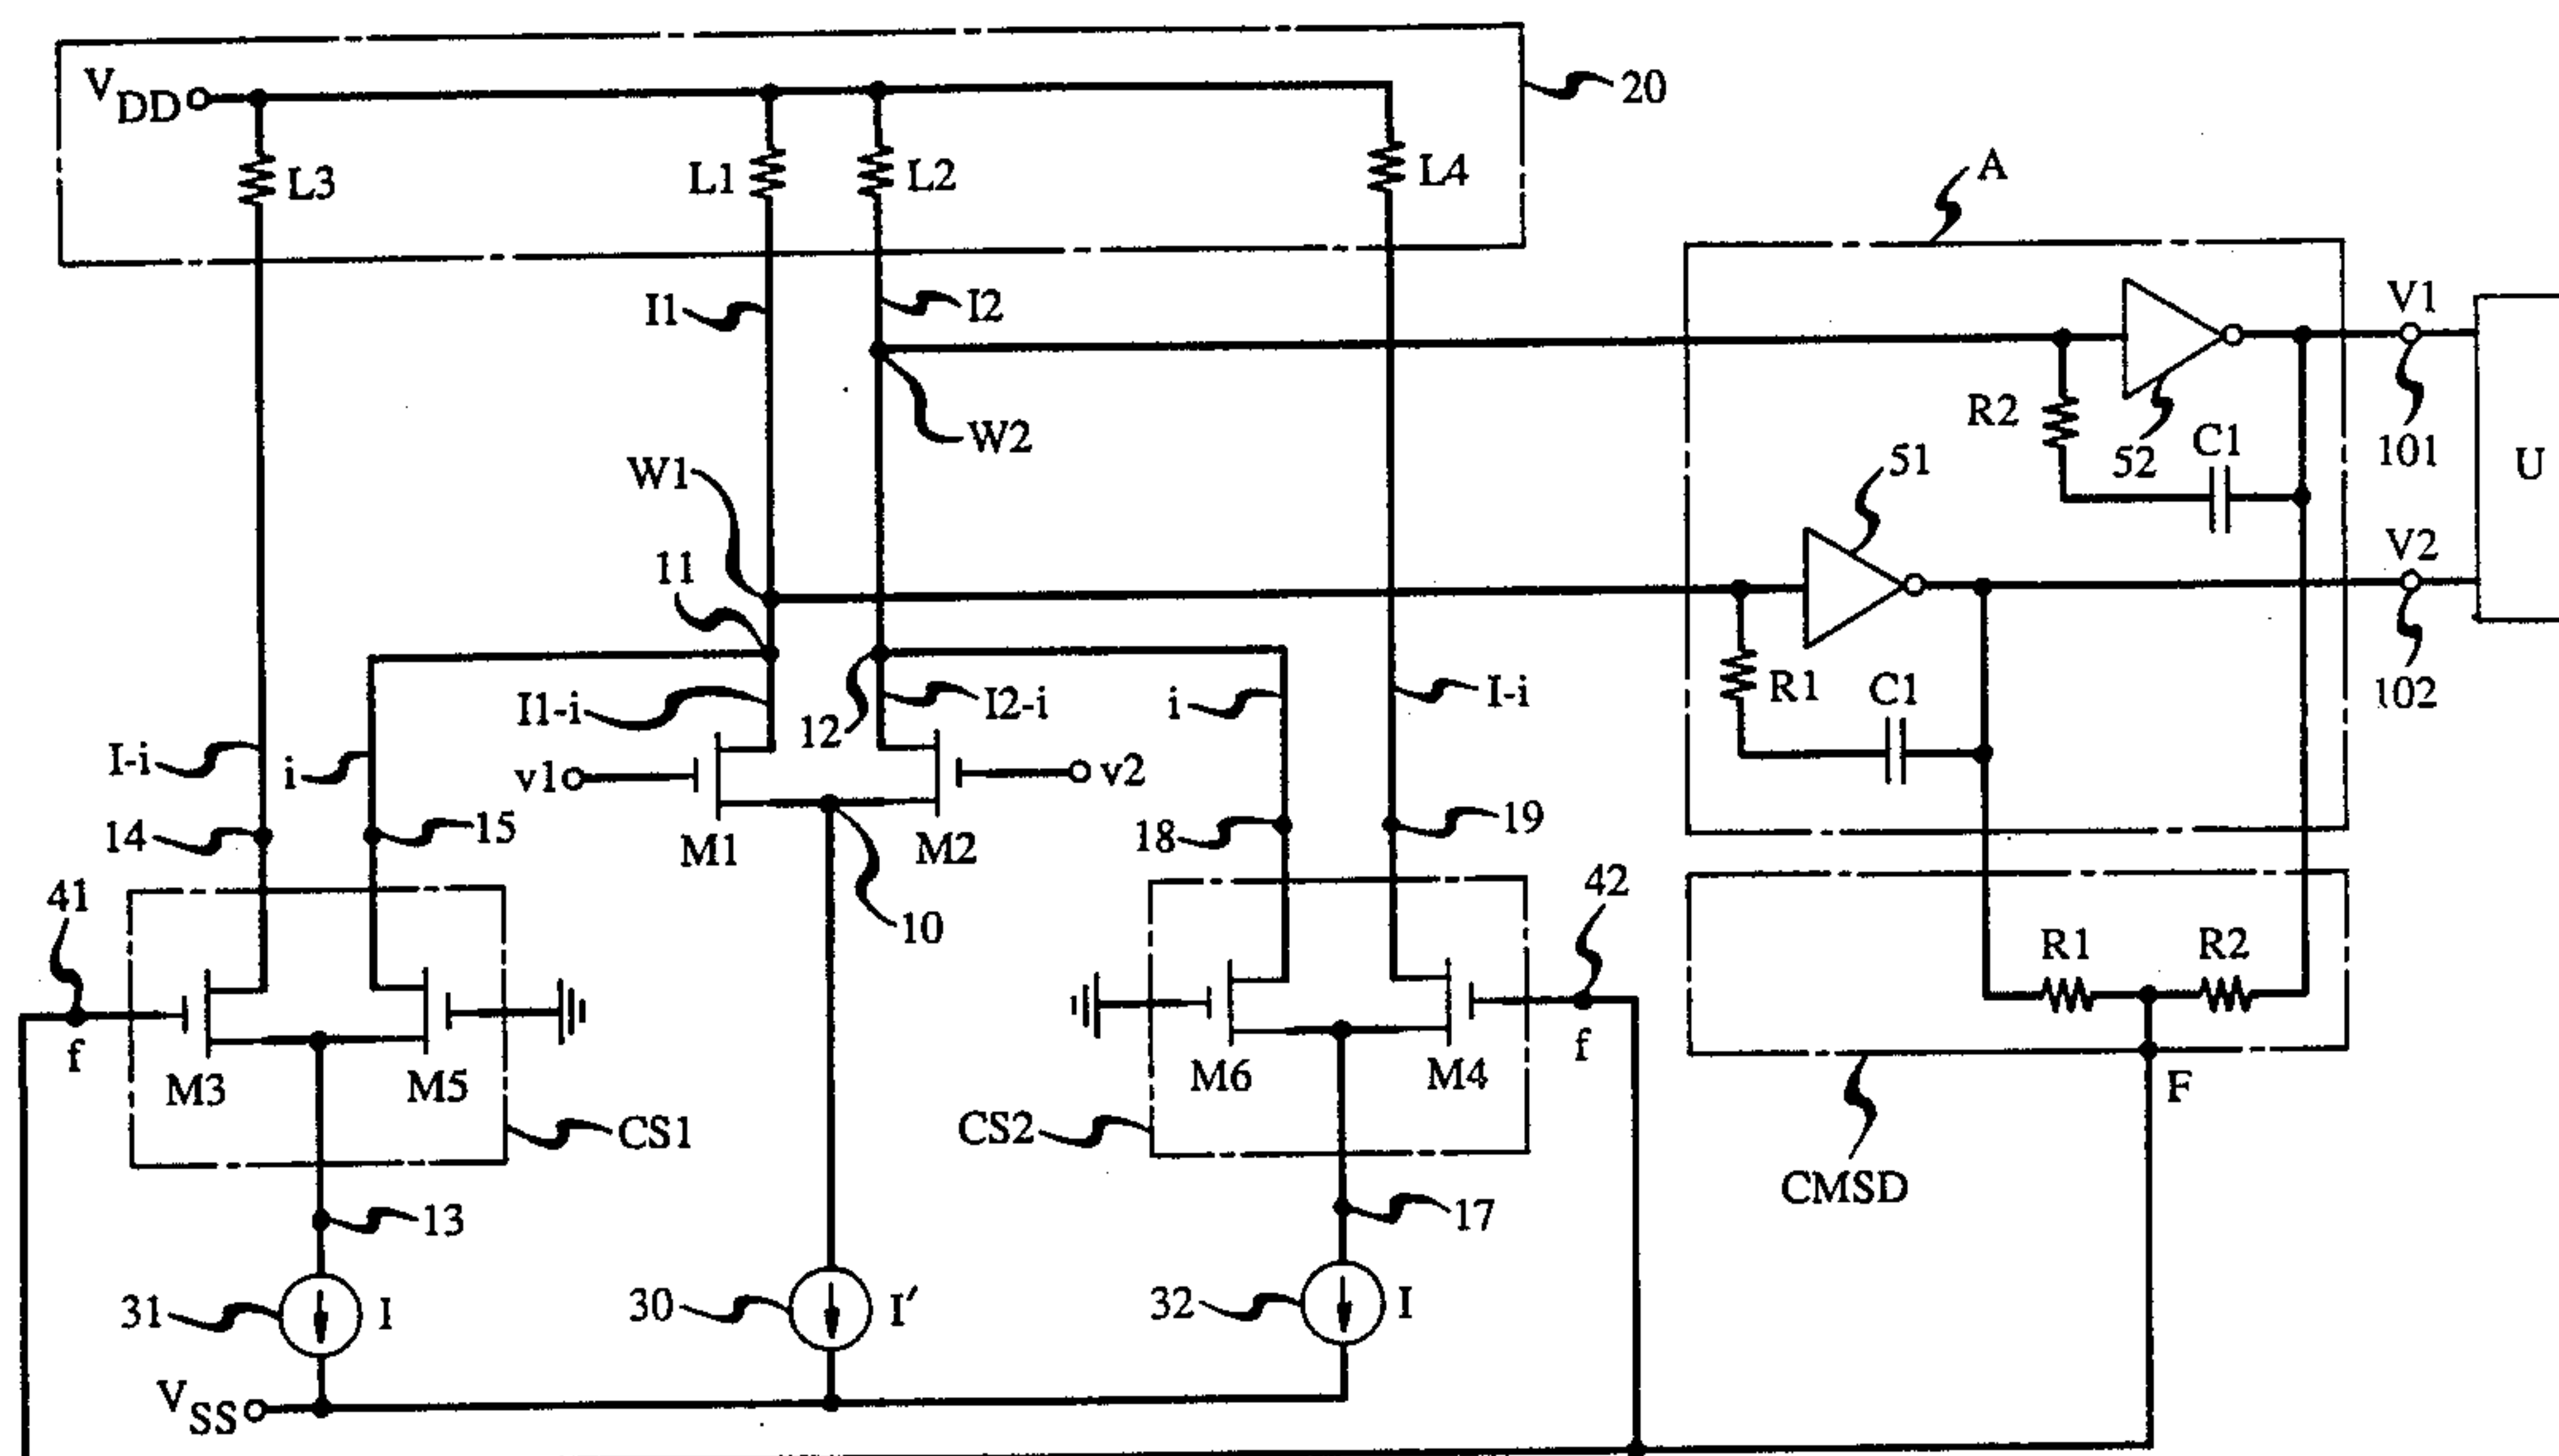 V DD
20
L3
L1
L2
L4
A
I1
I2
V1
W2
R2
52
C1
101
U
W1
51
11
V2
R1
C1
102
I1-i
12
I2-i
i
I-i
I-i
i
v1
v2
14
15
M1
M2
18
19
41
10
42
R1
R2
f
M3
M5
M6
M4
f
F
CS1
CS2
CMSD
13
17
31
I
30
I′
32
I
V SS